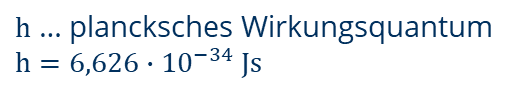 h … plancksches Wirkungsquantum
h = 6,626 · 10⁻³⁴ Js